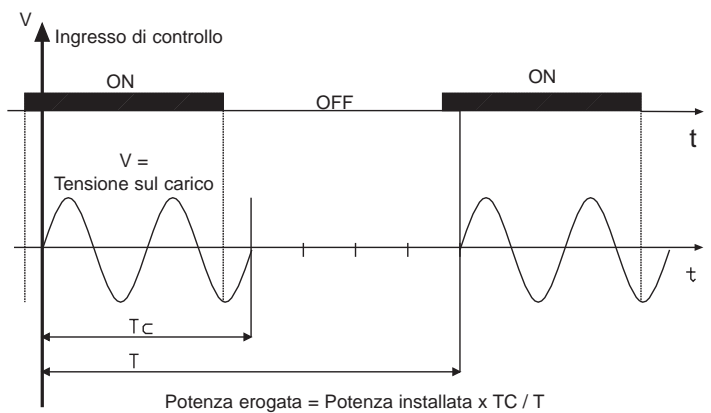 V
Ingresso di controllo
ON
ON
OFF
t
V =
Tensione sul carico
t
Tc
T
Potenza erogata = Potenza installata x TC / T